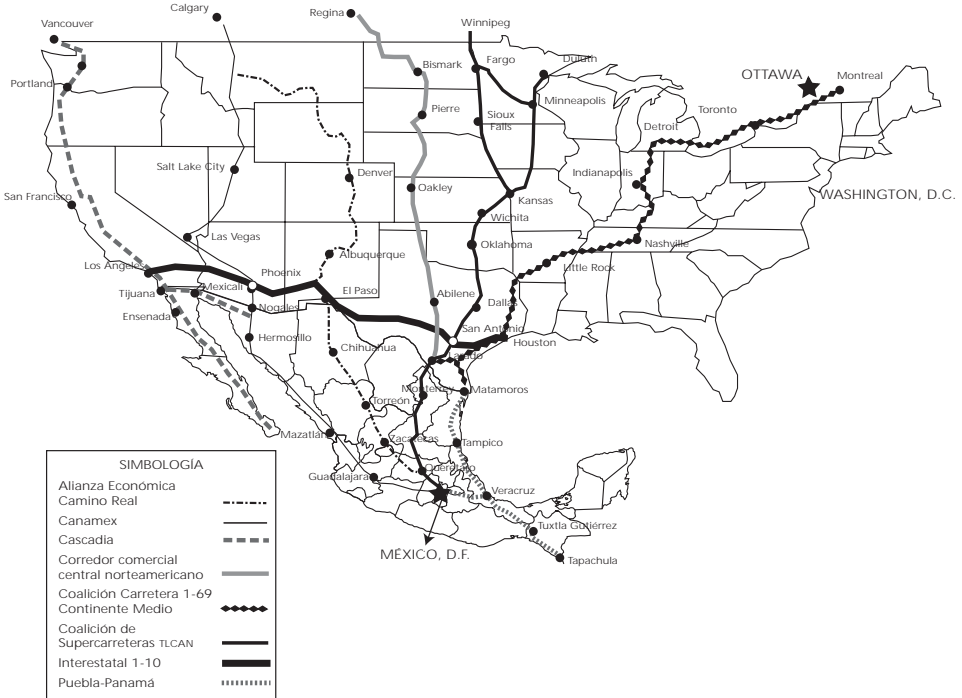 Calgary
Regina
Winnipeg
Vancouver
Bismark
Fargo
Duluth
OTTAWA
Montreal
Portland
Pierre
Sioux
Falls
Minneapolis
Toronto
Detroit
Salt Lake City
Denver
Oakley
Indianapolis
San Francisco
Kansas
WASHINGTON, D.C.
Wichita
Las Vegas
Albuquerque
Oklahoma
Nashville
Los Angeles
Phoenix
Little Rock
Tijuana
Mexicali
El Paso
Abilene
Dallas
Ensenada
Nogales
San Antonio
Hermosillo
Chihuahua
Houston
Laredo
Monterrey
Matamoros
Torreón
Mazatlán
Zacatecas
Tampico
Guadalajara
Querétaro
Veracruz
Tuxtla Gutiérrez
MÉXICO, D.F.
Tapachula
SIMBOLOGÍA
Alianza Económica
Camino Real
Canamex
Cascadia
Corredor comercial
central norteamericano
Coalición Carretera 1-69
Continente Medio
Coalición de
Supercarreteras TLCAN
Interestatal 1-10
Puebla-Panamá